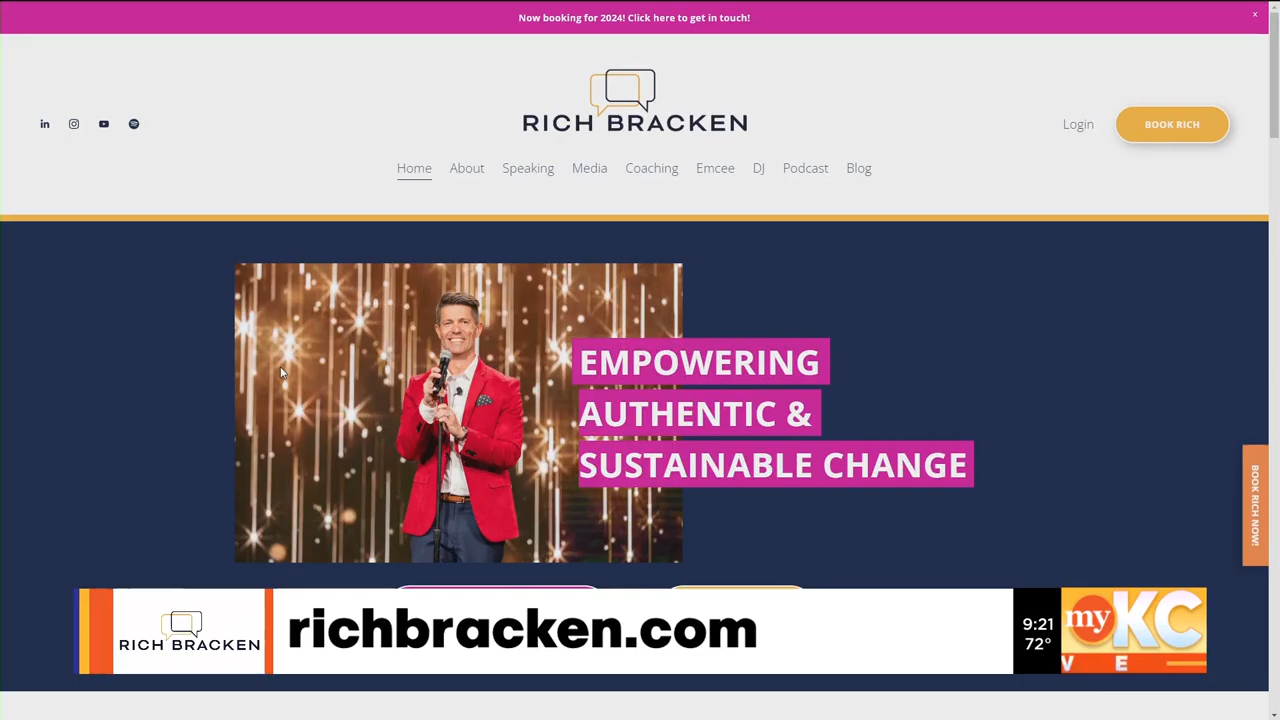 Now booking for 2024! Click here to get in touch!
x
RICH BRACKEN
Login
BOOK RICH
Home About Speaking Media Coaching Emcee DJ Podcast Blog
EMPOWERING
AUTHENTIC &
SUSTAINABLE CHANGE
BOOK RICH NOW!
RICH BRACKEN
richbracken.com
9:21
72°
my KC
V E